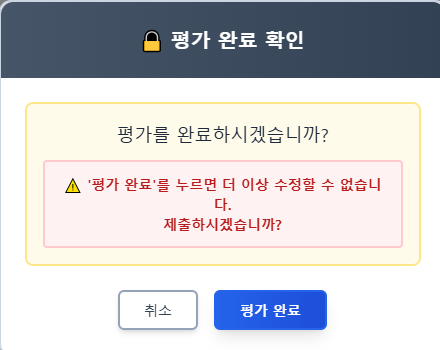 🔒 평가 완료 확인
평가를 완료하시겠습니까?
⚠ '평가 완료'를 누르면 더 이상 수정할 수 없습니
다.
제출하시겠습니까?
취소
평가 완료